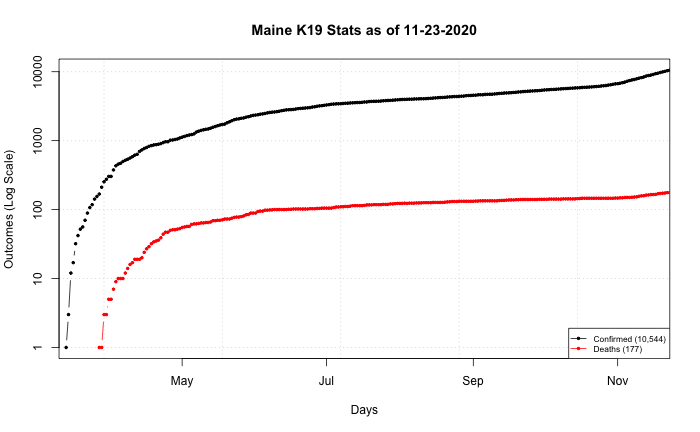 Maine K19 Stats as of 11-23-2020
Outcomes (Log Scale)
10000
1000
100
10
1
Confirmed (10,544)
Deaths (177)
May
Jul
Sep
Nov
Days